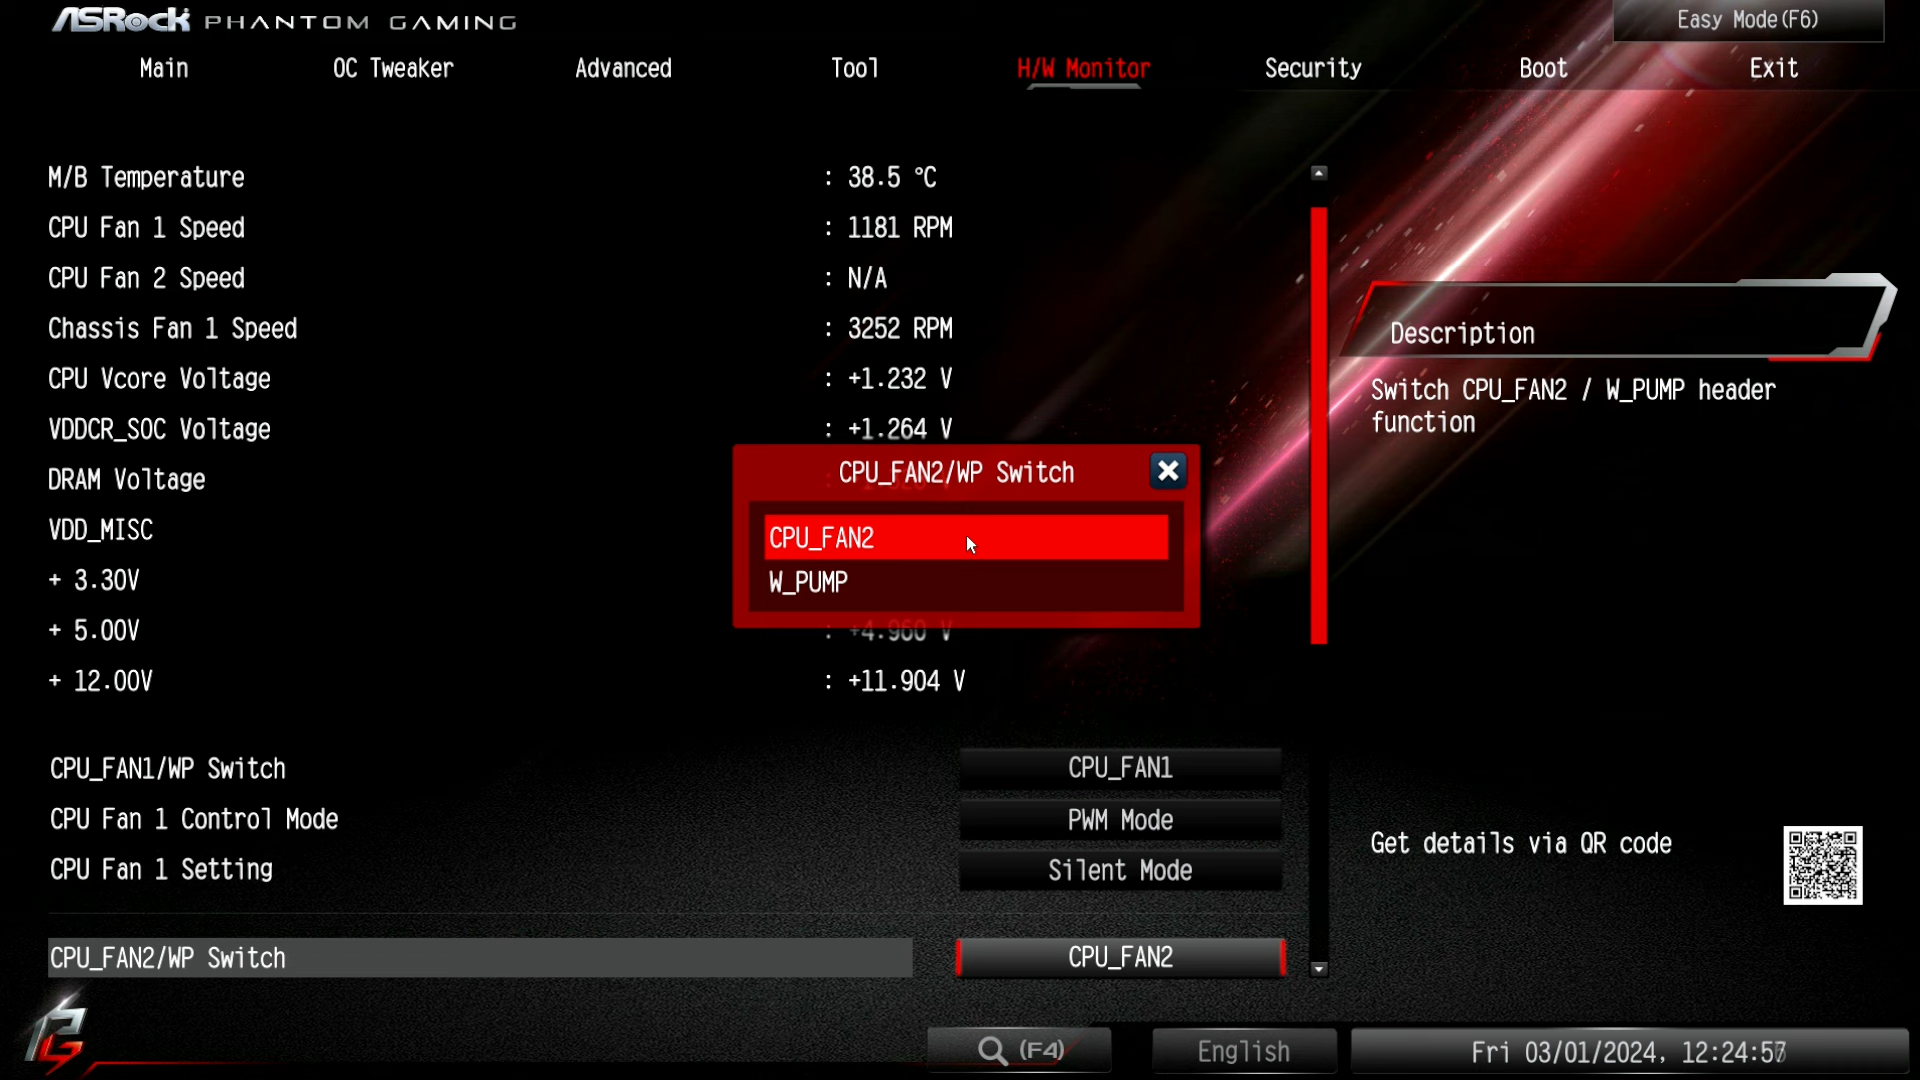 ASRock PHANTOM GAMING
Easy Mode(F6)
Main OC Tweaker Advanced Tool H/W Monitor Security Boot Exit
M/B Temperature : 38.5 °C
CPU Fan 1 Speed : 1181 RPM
CPU Fan 2 Speed : N/A
Chassis Fan 1 Speed : 3252 RPM
CPU Vcore Voltage : +1.232 V
VDDCR_SOC Voltage : +1.264 V
DRAM Voltage
VDD_MISC
+ 3.30V
+ 5.00V : +4.960 V
+ 12.00V : +11.904 V
CPU_FAN2/WP Switch
CPU_FAN2
W_PUMP
CPU_FAN1/WP Switch CPU_FAN1
CPU Fan 1 Control Mode PWM Mode
CPU Fan 1 Setting Silent Mode
CPU_FAN2/WP Switch CPU_FAN2
Description
Switch CPU_FAN2 / W_PUMP header
function
Get details via QR code
(F4)
English
Fri 03/01/2024,